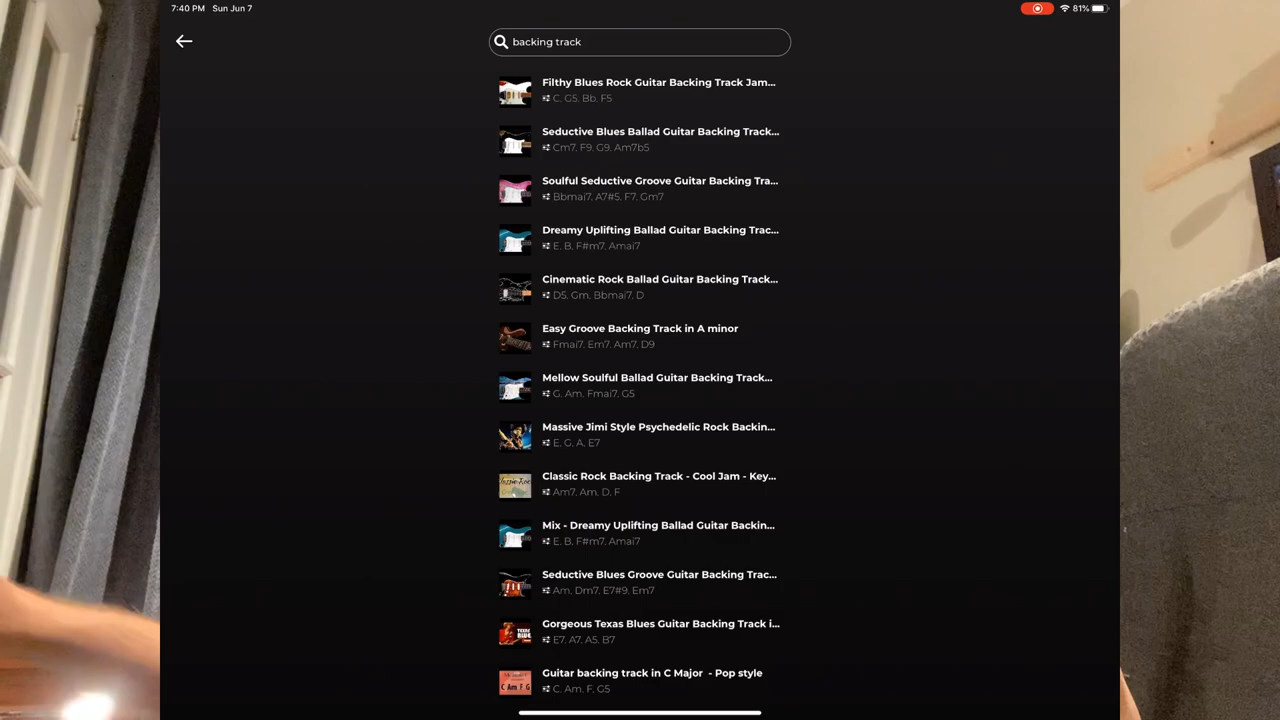 7:40 PM Sun Jun 7
81%
backing track
Filthy Blues Rock Guitar Backing Track Jam...
C, G5, Bb, F5
Seductive Blues Ballad Guitar Backing Track...
Cm7, F9, G9, Am7b5
Soulful Seductive Groove Guitar Backing Tra...
Bbmaj7, A7#5, F7, Gm7
Dreamy Uplifting Ballad Guitar Backing Trac...
E, B, F#m7, Amaj7
Cinematic Rock Ballad Guitar Backing Track...
D5, Gm, Bbmaj7, D
Easy Groove Backing Track in A minor
Fmaj7, Em7, Am7, D9
Mellow Soulful Ballad Guitar Backing Track...
G, Am, Fmaj7, G5
Massive Jimi Style Psychedelic Rock Backin...
E, G, A, E7
Classic Rock Backing Track - Cool Jam - Key...
Am7, Am, D, F
Mix - Dreamy Uplifting Ballad Guitar Backin...
E, B, F#m7, Amaj7
Seductive Blues Groove Guitar Backing Trac...
Am, Dm7, E7#9, Em7
Gorgeous Texas Blues Guitar Backing Track i...
E7, A7, A5, B7
Guitar backing track in C Major - Pop style
C, Am, F, G5
C Am F G